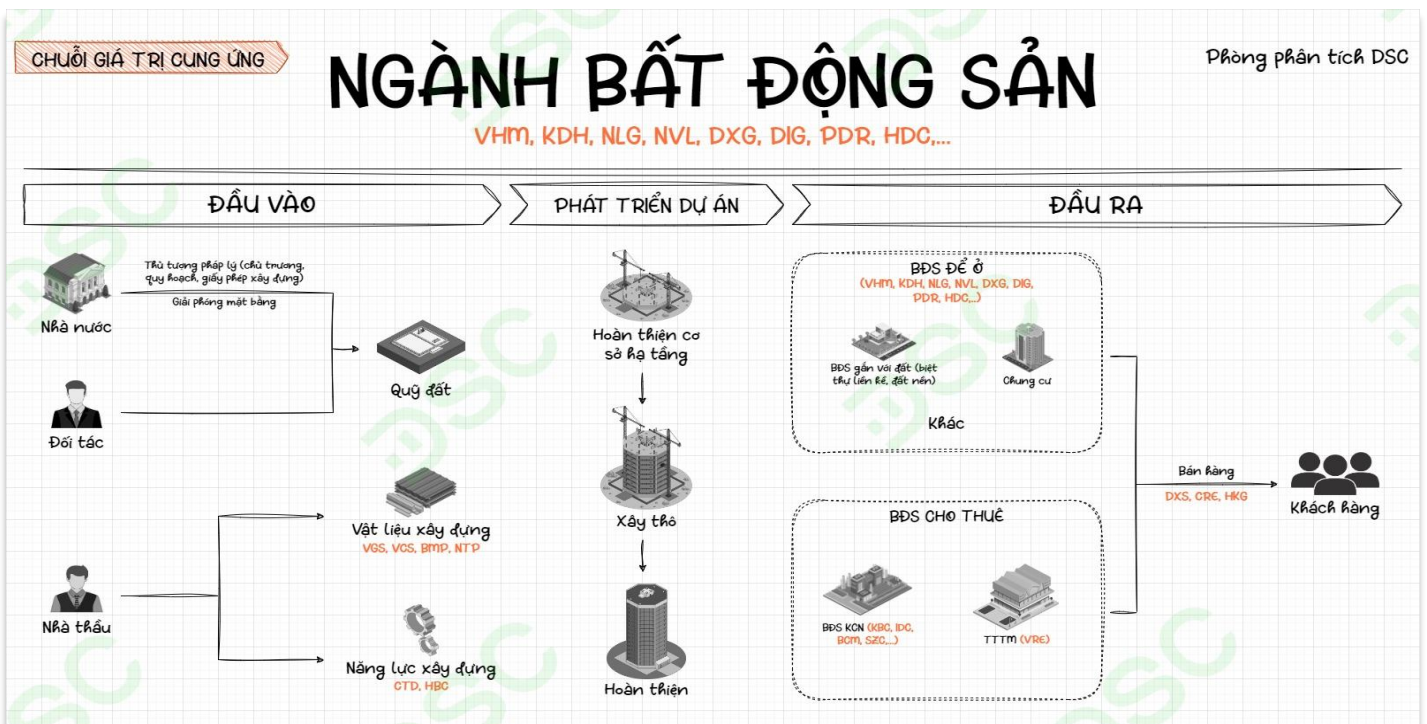 CHUỖI GIÁ TRỊ CUNG ỨNG
NGÀNH BẤT ĐỘNG SẢN
Phòng phân tích DSC
VHM, KDH, NLG, NVL, DXG, DIG, PDR, HDC,...
ĐẦU VÀO
PHÁT TRIỂN DỰ ÁN
ĐẦU RA
Thủ tương pháp lý (chủ trương,
quy hoạch, giấy phép xây dựng)
Giải phóng mặt bằng
Nhà nước
Quỹ đất
Đối tác
Vật liệu xây dựng
VGS, VCS, BMP, NTP
Nhà thầu
Năng lực xây dựng
CTD, HBC
Hoàn thiện cơ
sở hạ tầng
Xây thô
Hoàn thiện
BĐS ĐỂ Ở
(VHM, KDH, NLG, NVL, DXG, DIG,
PDR, HDC,..)
BĐS gắn với đất (biệt
thự liền kề, đất nền)
Chung cư
Khác
BĐS CHO THUÊ
BĐS KCN (KBC, IDC,
BCM, SZC,...)
TTTM (VRE)
Bán hàng
DXS, CRE, HKG
Khách hàng
DSC